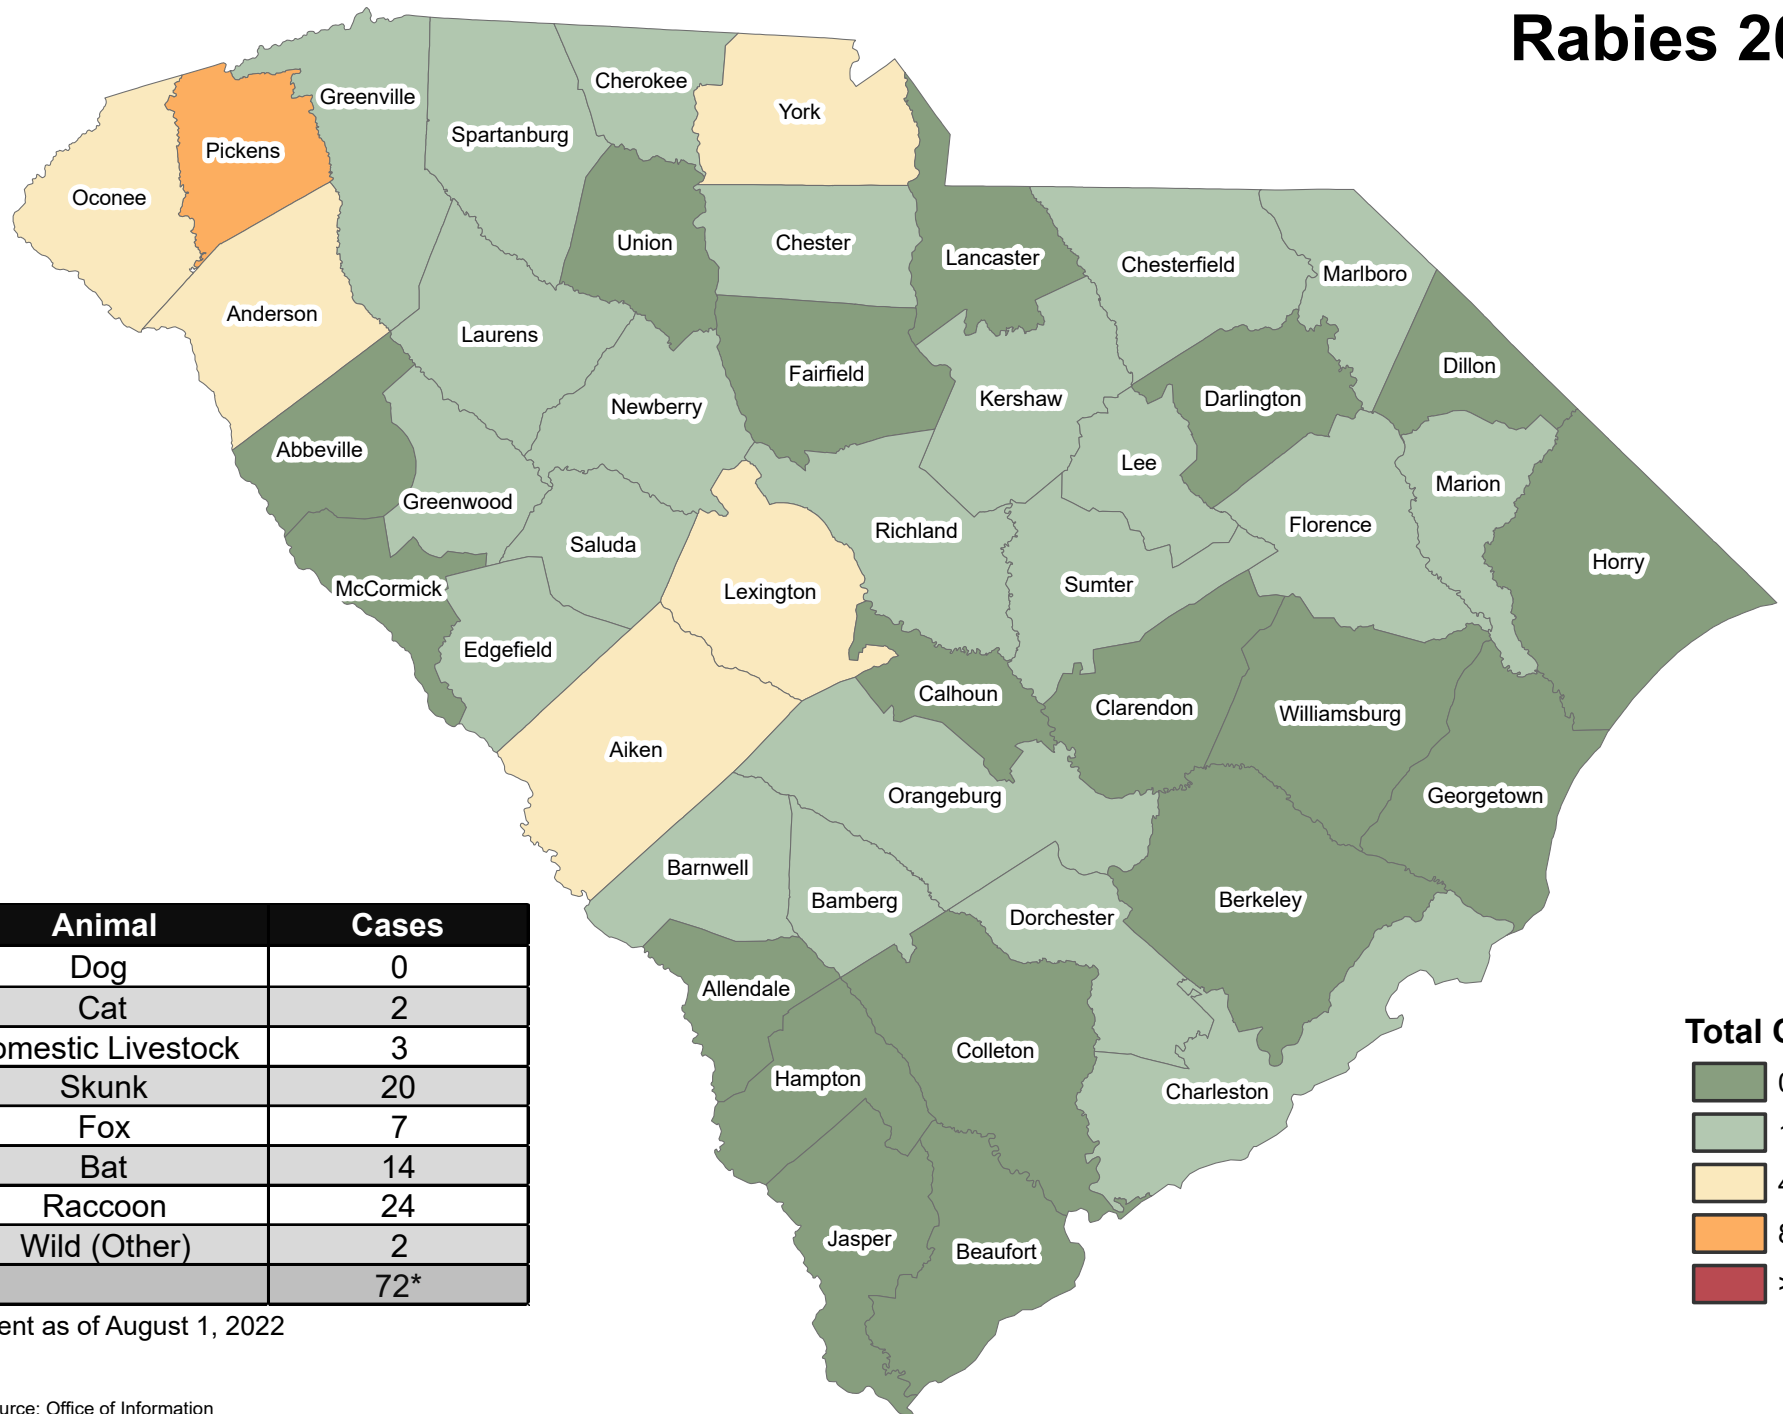 Rabies 20
Cherokee
Greenville
York
Spartanburg
Pickens
Oconee
Union
Chester
Lancaster
Chesterfield
Marlboro
Anderson
Laurens
Dillon
Fairfield
Kershaw
Darlington
Newberry
Abbeville
Lee
Marion
Greenwood
Florence
Richland
Saluda
Horry
Sumter
McCormick
Lexington
Edgefield
Calhoun
Clarendon
Williamsburg
Aiken
Orangeburg
Georgetown
Barnwell
Bamberg
Berkeley
Dorchester
Allendale
Colleton
Hampton
Charleston
Jasper
Beaufort
Animal Cases
Dog 0
Cat 2
omestic Livestock 3
Skunk 20
Fox 7
Bat 14
Raccoon 24
Wild (Other) 2
72*
ent as of August 1, 2022
urce: Office of Information
Total